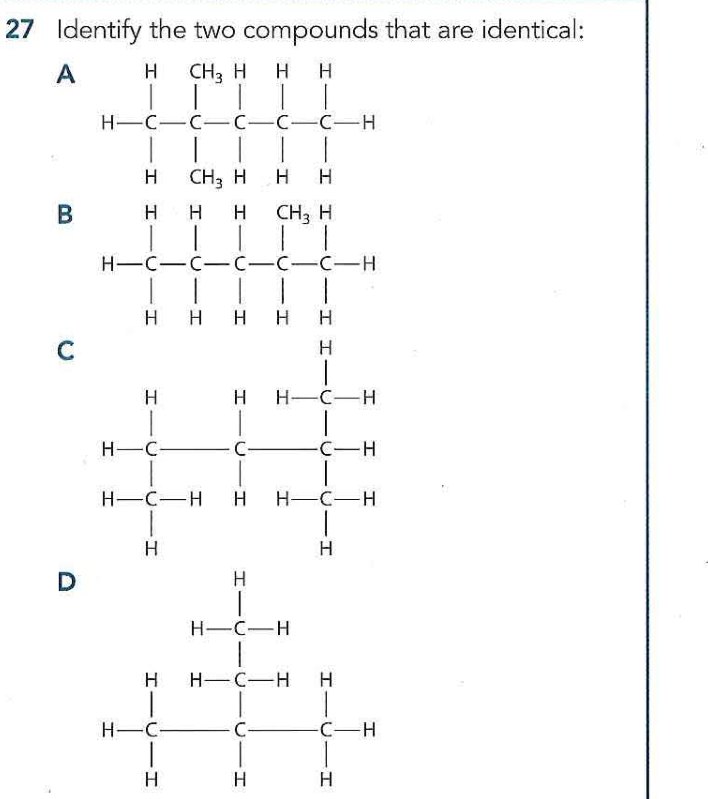 27 Identify the two compounds that are identical:
A H CH₃ H H H
H—C—C—C—C—C—H
H CH₃ H H H
B H H H CH₃ H
H—C—C—C—C—C—H
H H H H H
C H
H H H—C—H
H—C—C—C—H
H—C—H H H—C—H
H H
D H
H—C—H
H H—C—H H
H—C—C—C—H
H H H